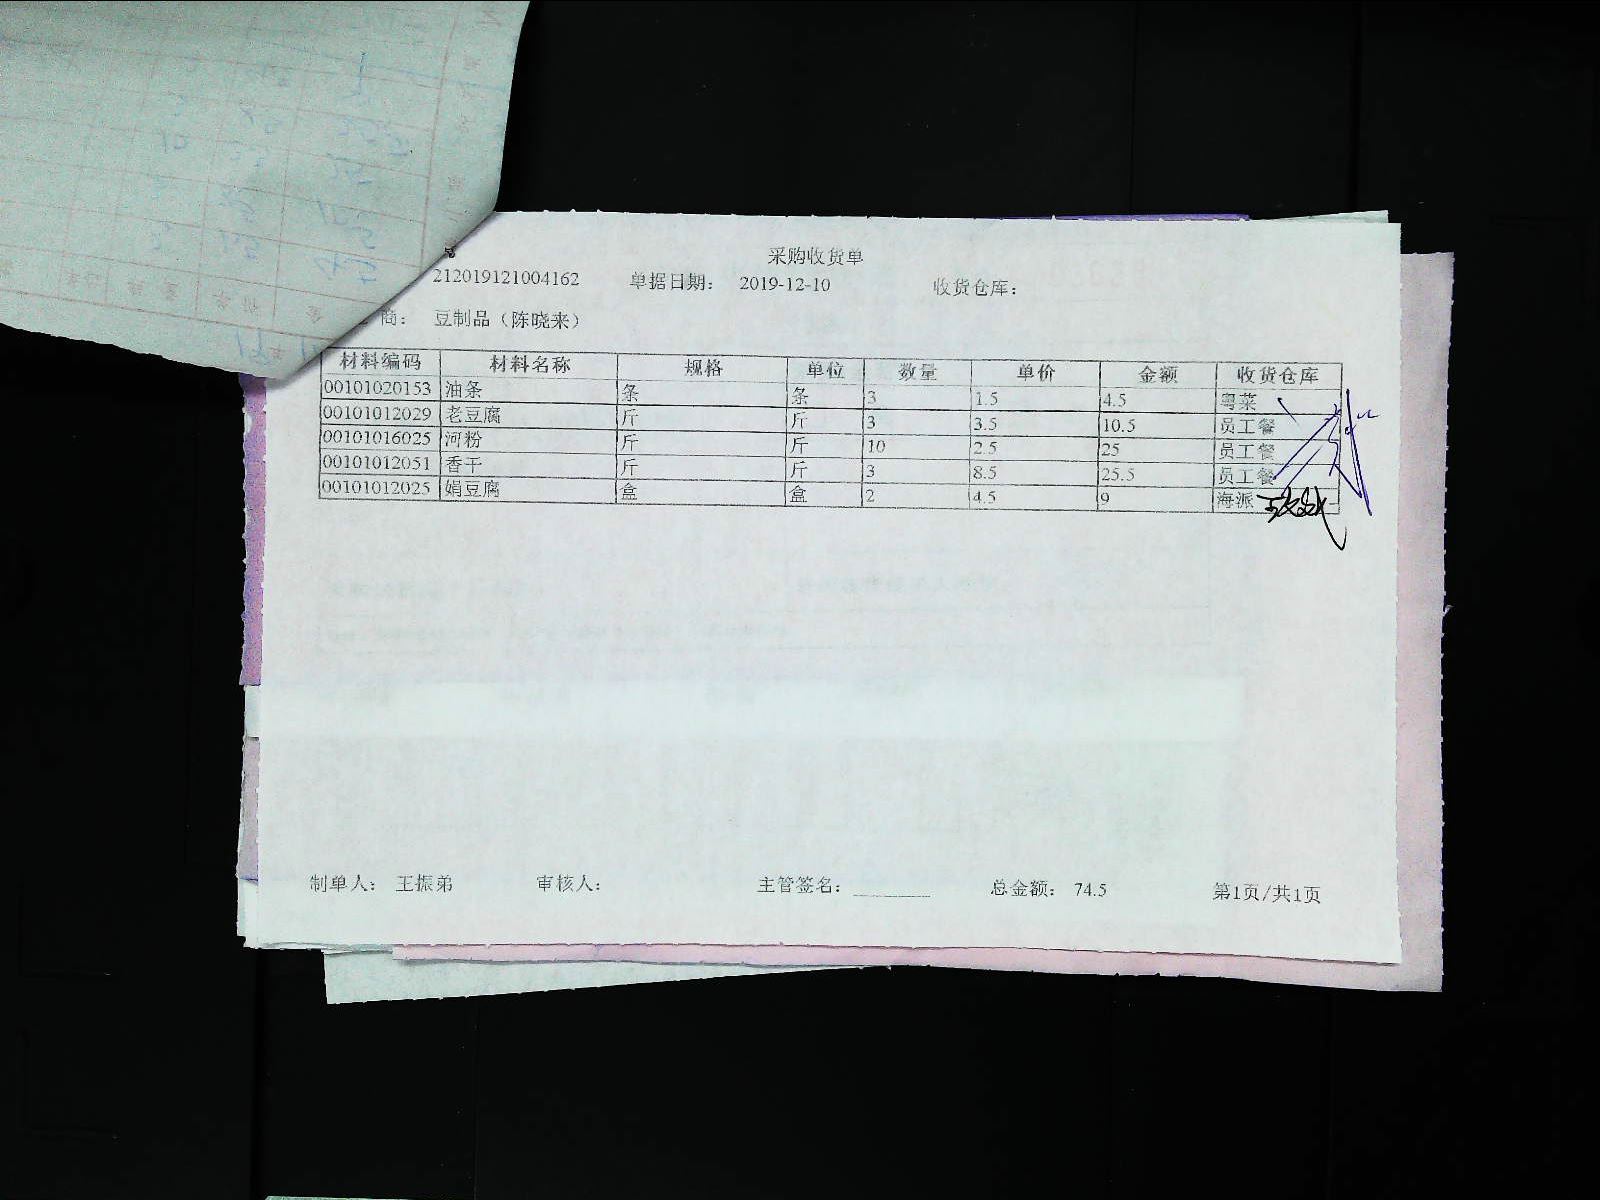 采购收货单
212019121004162 单据日期： 2019-12-10 收货仓库：
商： 豆制品（陈晓来）
材料编码 材料名称 规格 单位 数量 单价 金额 收货仓库
00101020153 油条 条 条 3 1.5 4.5 粤菜
00101012029 老豆腐 斤 斤 3 3.5 10.5 员工餐
00101016025 河粉 斤 斤 10 2.5 25 员工餐
00101012051 香干 斤 斤 3 8.5 25.5 员工餐
00101012025 娟豆腐 盒 盒 2 4.5 9 海派
制单人： 王振弟 审核人： 主管签名： 总金额： 74.5 第1页/共1页